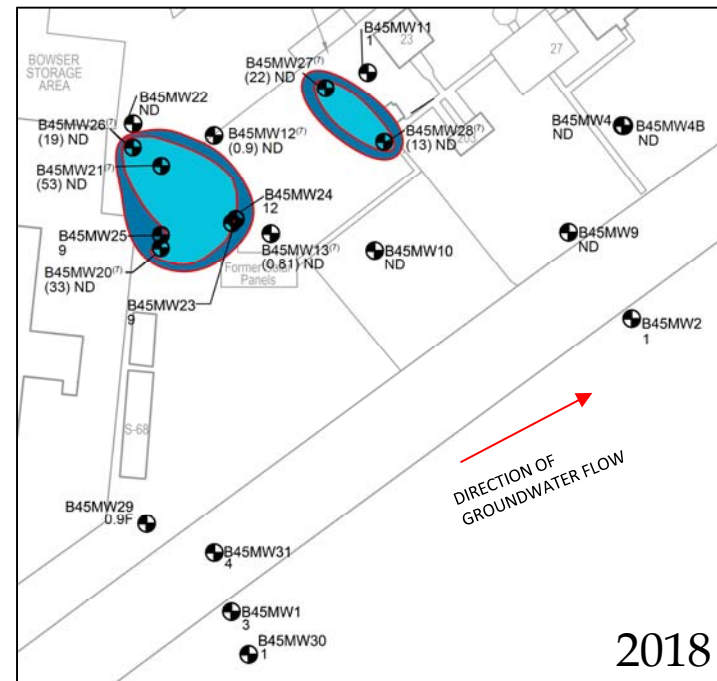 BOWSER
STORAGE
AREA
B45MW22
ND
B45MW26(7)
(19) ND
B45MW21(7)
(53) ND
B45MW25
9
B45MW20(7)
(33) ND
B45MW23
9
B45MW12(7)
(0.9) ND
B45MW24
12
B45MW13(7)
(0.81) ND
Former Solar
Panels
B45MW27(7)
(22) ND
B45MW11
1
23
27
B45MW28(7)
(13) ND
203
B45MW4
ND
B45MW4B
ND
B45MW10
ND
B45MW9
ND
B45MW2
1
S-68
DIRECTION OF
GROUNDWATER FLOW
B45MW29
0.9F
B45MW31
4
B45MW1
3
B45MW30
1
2018